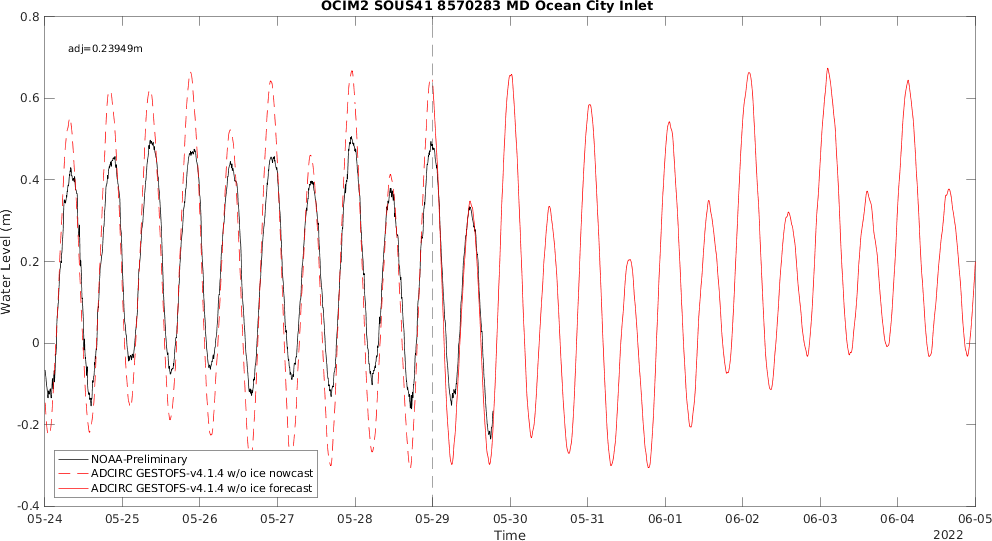 OCIM2 SOUS41 8570283 MD Ocean City Inlet
adj=0.23949m
0.8
0.6
0.4
0.2
0
-0.2
-0.4
Water Level (m)
NOAA-Preliminary
ADCIRC GESTOFS-v4.1.4 w/o ice nowcast
ADCIRC GESTOFS-v4.1.4 w/o ice forecast
05-24 05-25 05-26 05-27 05-28 05-29 05-30 05-31 06-01 06-02 06-03 06-04 06-05
Time
2022